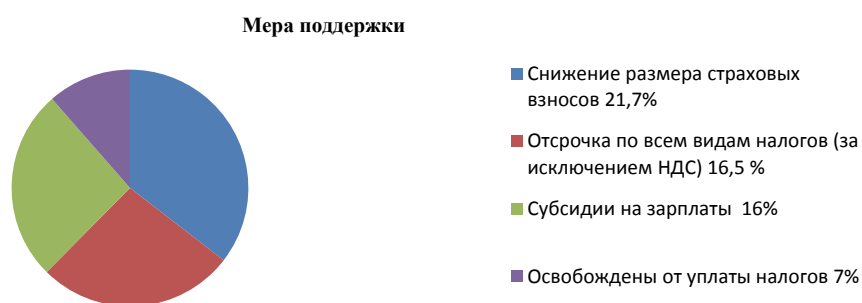 Мера поддержки
Снижение размера страховых
взносов 21,7%
Отсрочка по всем видам налогов (за
исключением НДС) 16,5 %
Субсидии на зарплаты 16%
Освобождены от уплаты налогов 7%